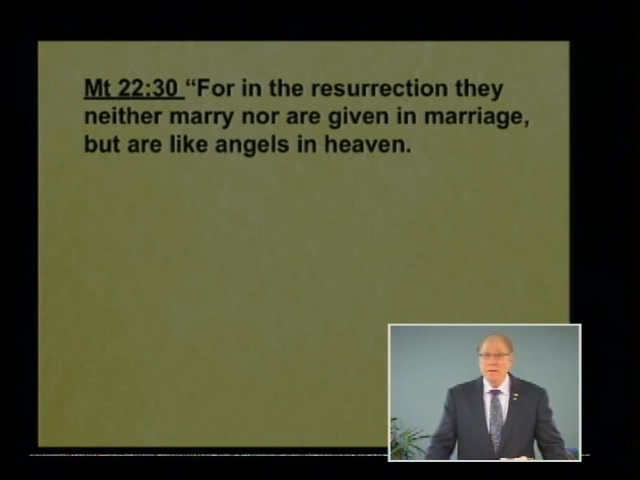 Mt 22:30 “For in the resurrection they
neither marry nor are given in marriage,
but are like angels in heaven.